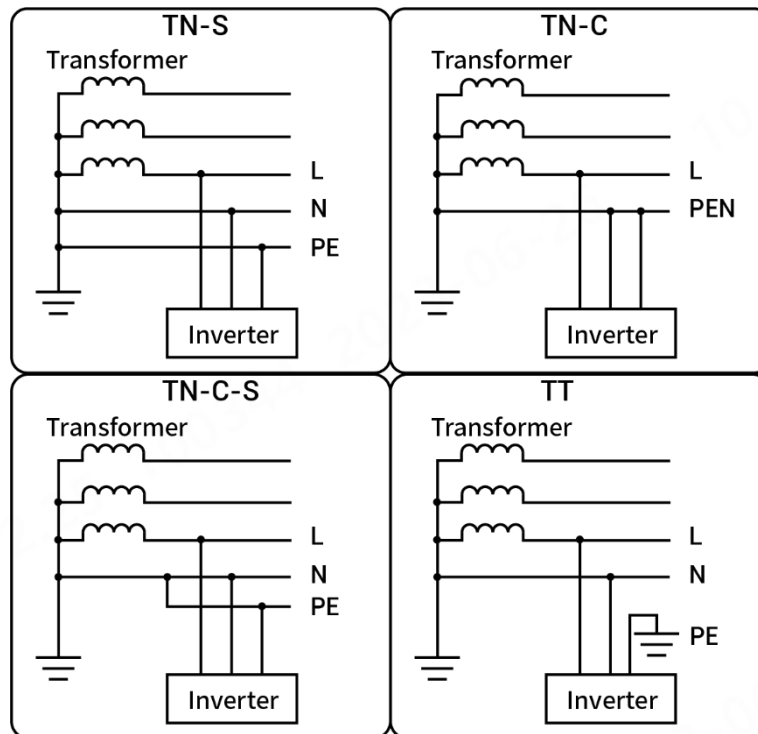 TN-S
Transformer
L
N
PE
Inverter
TN-C
Transformer
L
PEN
Inverter
TN-C-S
Transformer
L
N
PE
Inverter
TT
Transformer
L
N
PE
Inverter